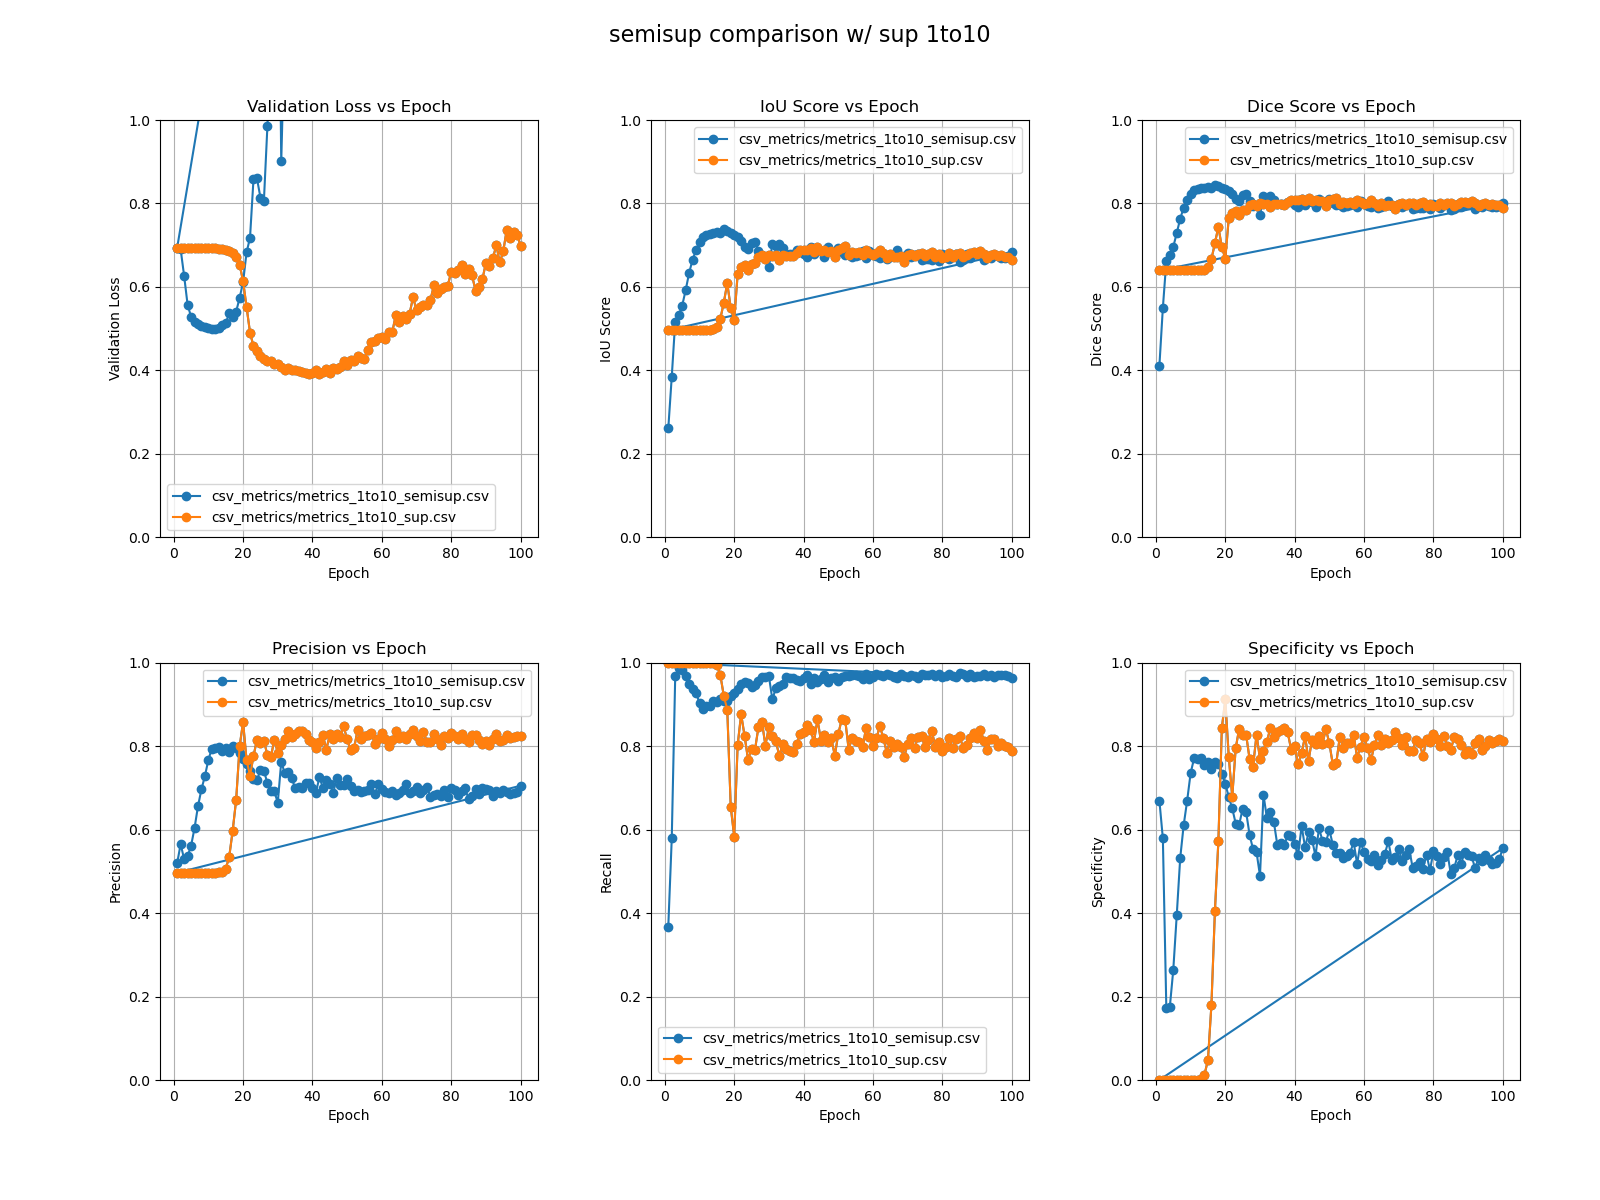 semisup comparison w/ sup 1to10
Validation Loss vs Epoch
1.0
0.8
0.6
0.4
0.2
0.0
Validation Loss
csv_metrics/metrics_1to10_semisup.csv
csv_metrics/metrics_1to10_sup.csv
0 20 40 60 80 100
Epoch
IoU Score vs Epoch
1.0
0.8
0.6
0.4
0.2
0.0
IoU Score
csv_metrics/metrics_1to10_semisup.csv
csv_metrics/metrics_1to10_sup.csv
0 20 40 60 80 100
Epoch
Dice Score vs Epoch
1.0
0.8
0.6
0.4
0.2
0.0
Dice Score
csv_metrics/metrics_1to10_semisup.csv
csv_metrics/metrics_1to10_sup.csv
0 20 40 60 80 100
Epoch
Precision vs Epoch
1.0
0.8
0.6
0.4
0.2
0.0
Precision
csv_metrics/metrics_1to10_semisup.csv
csv_metrics/metrics_1to10_sup.csv
0 20 40 60 80 100
Epoch
Recall vs Epoch
1.0
0.8
0.6
0.4
0.2
0.0
Recall
csv_metrics/metrics_1to10_semisup.csv
csv_metrics/metrics_1to10_sup.csv
0 20 40 60 80 100
Epoch
Specificity vs Epoch
1.0
0.8
0.6
0.4
0.2
0.0
Specificity
csv_metrics/metrics_1to10_semisup.csv
csv_metrics/metrics_1to10_sup.csv
0 20 40 60 80 100
Epoch